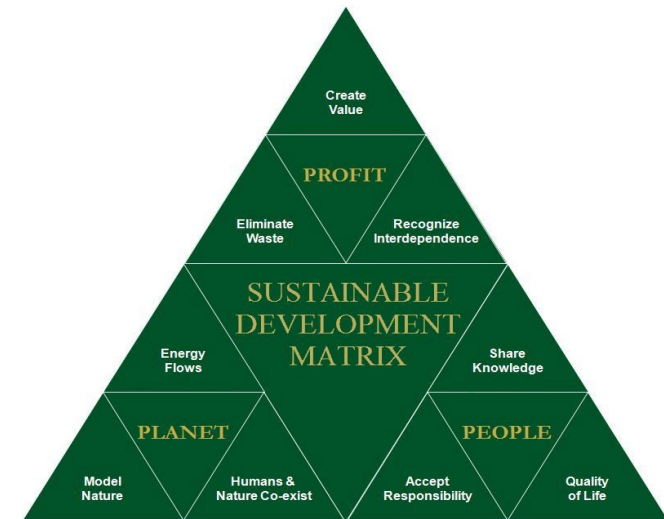 Create
Value
PROFIT
Eliminate
Waste
Recognize
Interdependence
SUSTAINABLE
DEVELOPMENT
MATRIX
Energy
Flows
Share
Knowledge
PLANET
PEOPLE
Model
Nature
Humans &
Nature Co-exist
Accept
Responsibility
Quality
of Life